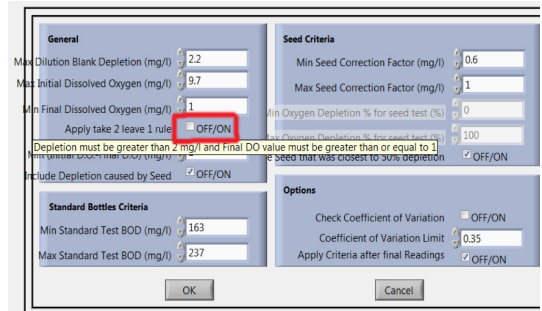 General
Max Dilution Blank Depletion (mg/l) 2.2
Max Initial Dissolved Oxygen (mg/l) 9.7
Min Final Dissolved Oxygen (mg/l) 1
Apply take 2 leave 1 rule OFF/ON
Depletion must be greater than 2 mg/l and Final DO value must be greater than or equal to 1
Min (Initial D.O.-Final D.O) (mg/l)
Include Depletion caused by Seed OFF/ON
Standard Bottles Criteria
Min Standard Test BOD (mg/l) 163
Max Standard Test BOD (mg/l) 237
Seed Criteria
Min Seed Correction Factor (mg/l) 0.6
Max Seed Correction Factor (mg/l) 1
Min Oxygen Depletion % for seed test (%) 0
Max Oxygen Depletion % for seed test (%) 100
e Seed that was closest to 50% depletion OFF/ON
Options
Check Coefficient of Variation OFF/ON
Coefficient of Variation Limit 0.35
Apply Criteria after final Readings OFF/ON
OK
Cancel